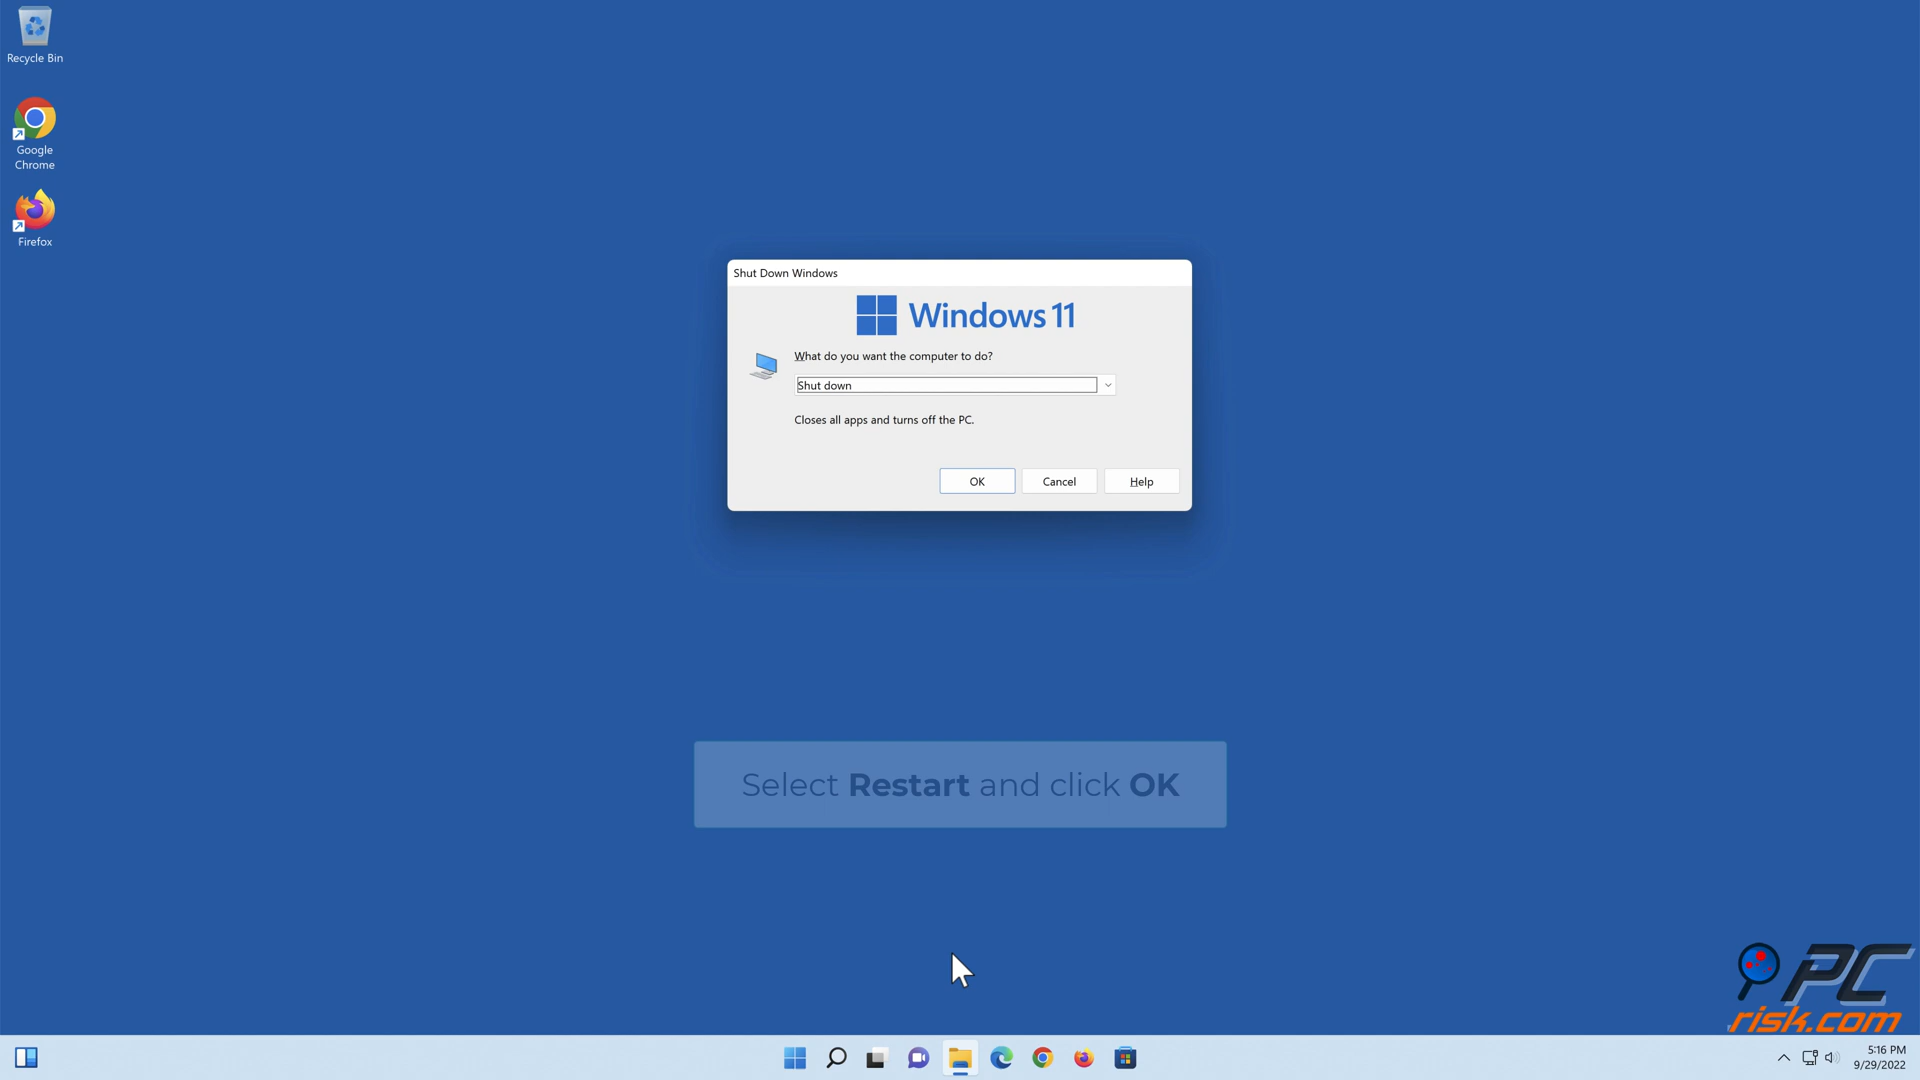 Recycle Bin
Google
Chrome
Firefox
Shut Down Windows
Windows 11
What do you want the computer to do?
Shut down
Closes all apps and turns off the PC.
OK
Cancel
Help
Select Restart and click OK
PC
risk.com
5:16 PM
9/29/2022